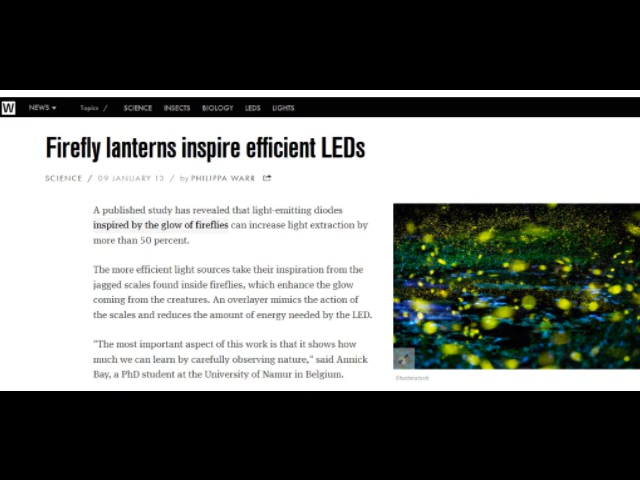 W NEWS Topics / SCIENCE INSECTS BIOLOGY LEDS LIGHTS
Firefly lanterns inspire efficient LEDs
SCIENCE / 09 JANUARY 13 / by PHILIPPA WARR
A published study has revealed that light-emitting diodes
inspired by the glow of fireflies can increase light extraction by
more than 50 percent.
The more efficient light sources take their inspiration from the
jagged scales found inside fireflies, which enhance the glow
coming from the creatures. An overlayer mimics the action of
the scales and reduces the amount of energy needed by the LED.
"The most important aspect of this work is that it shows how
much we can learn by carefully observing nature," said Annick
Bay, a PhD student at the University of Namur in Belgium.